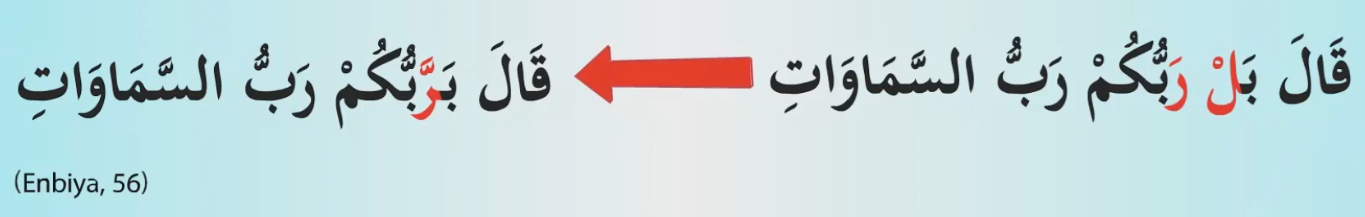 قَالَ بَلْ رَبُّكُمْ رَبُّ السَّمَاوَاتِ قَالَ بَرَّبُّكُمْ رَبُّ السَّمَاوَاتِ
(Enbiya, 56)